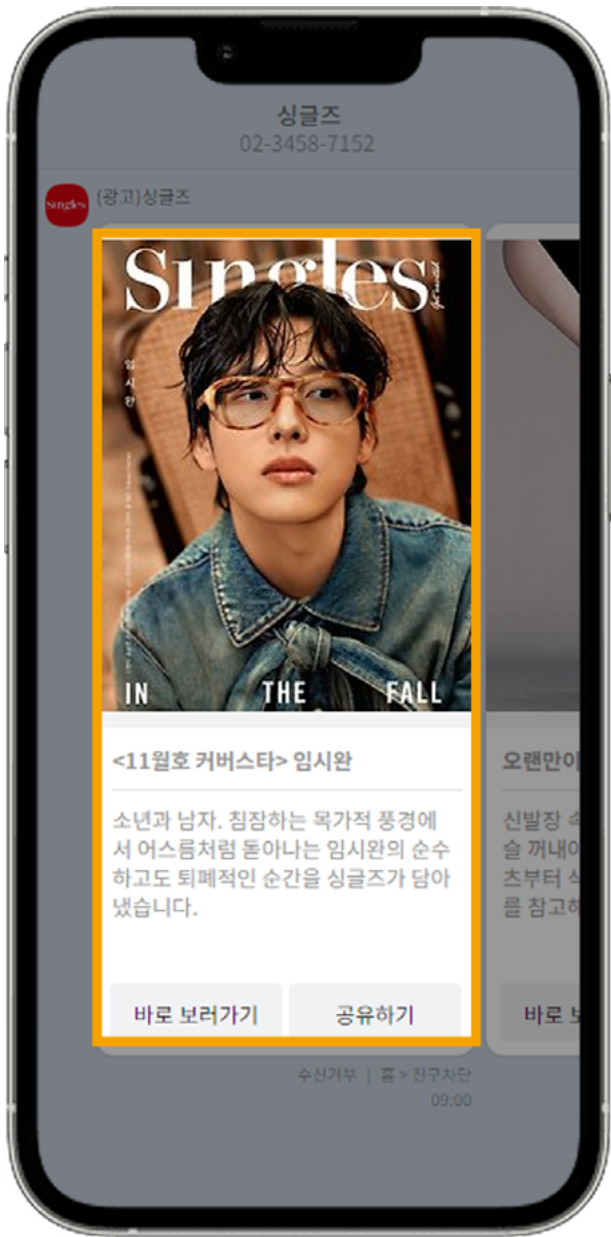 싱글즈
02-3458-7152
Singles
(광고)싱글즈
Singles
임시완
IN THE FALL
<11월호 커버스타> 임시완
소년과 남자. 침잠하는 목가적 풍경에
서 어스름처럼 돋아나는 임시완의 순수
하고도 퇴폐적인 순간을 싱글즈가 담아
냈습니다.
바로 보러가기
공유하기
오랜만이
신발장
슬 꺼내
츠부터
를 참고해
바로
수신거부 | 홈 > 친구차단
09:00